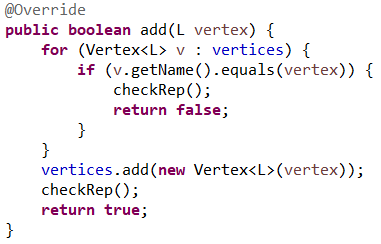 @Override
public boolean add(L vertex) {
    for (Vertex<L> v : vertices) {
        if (v.getName().equals(vertex)) {
            checkRep();
            return false;
        }
    }
    vertices.add(new Vertex<L>(vertex));
    checkRep();
    return true;
}